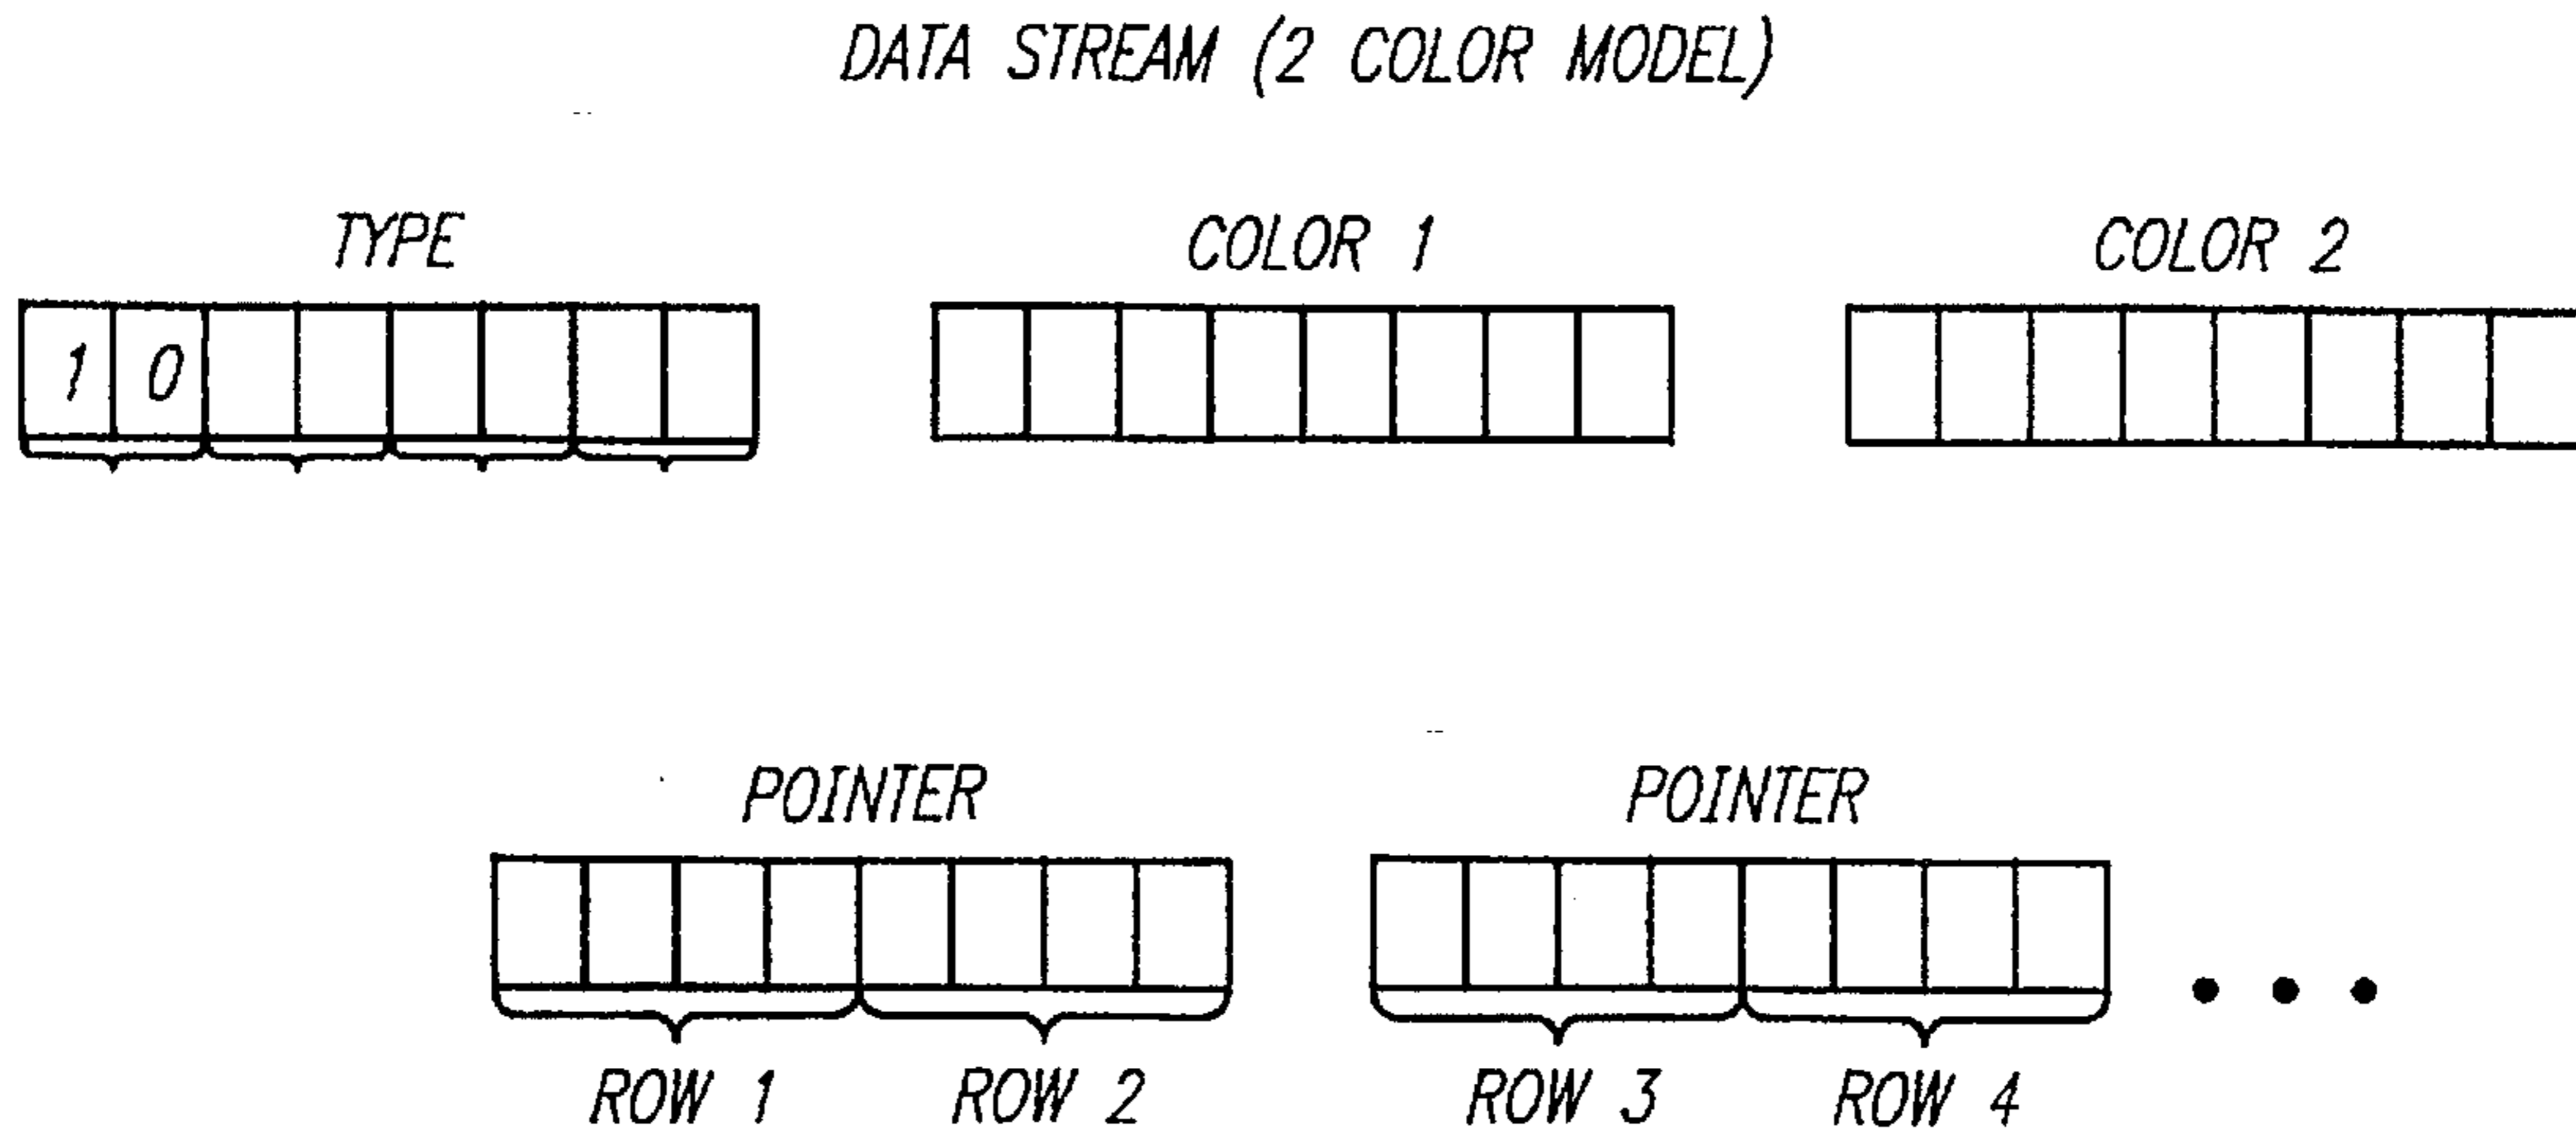 DATA STREAM (2 COLOR MODEL)
TYPE COLOR 1 COLOR 2
1 0
POINTER POINTER
ROW 1 ROW 2 ROW 3 ROW 4